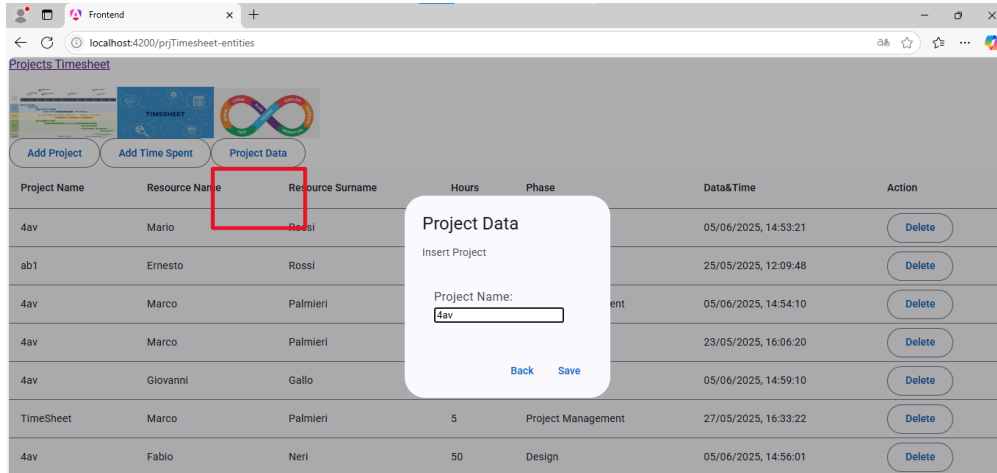 Frontend
localhost:4200/prjTimesheet-entities
Projects Timesheet
TIMESHEET
Add Project Add Time Spent Project Data
Project Name Resource Name Resource Surname Hours Phase Data&Time Action
4av Mario Rossi 05/06/2025, 14:53:21 Delete
ab1 Ernesto Rossi 25/05/2025, 12:09:48 Delete
4av Marco Palmieri ent 05/06/2025, 14:54:10 Delete
4av Marco Palmieri 23/05/2025, 16:06:20 Delete
4av Giovanni Gallo 05/06/2025, 14:59:10 Delete
TimeSheet Marco Palmieri 5 Project Management 27/05/2025, 16:33:22 Delete
4av Fabio Neri 50 Design 05/06/2025, 14:56:01 Delete
Project Data
Insert Project
Project Name:
4av
Back Save